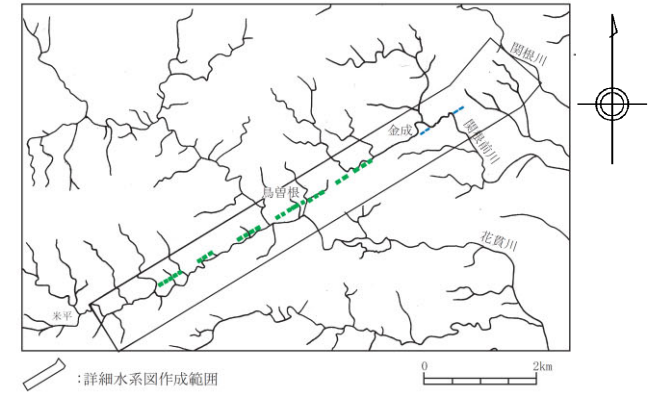 関根川
金成
関根前川
鳥曽根
花貫川
米平
:詳細水系図作成範囲
0
2km